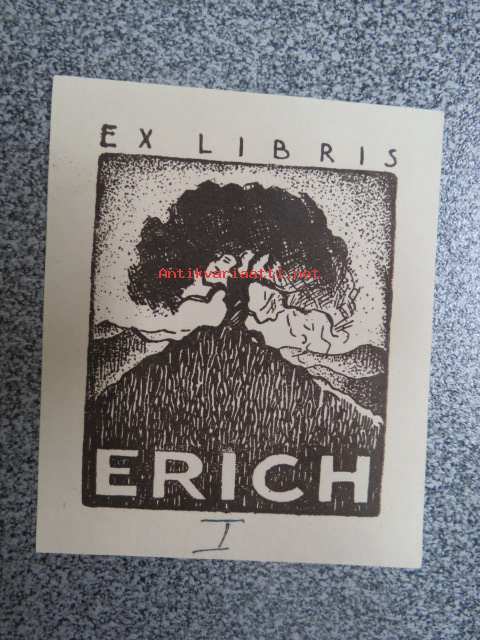 EX LIBRIS
Antikvariaatti.net
ERICH
I